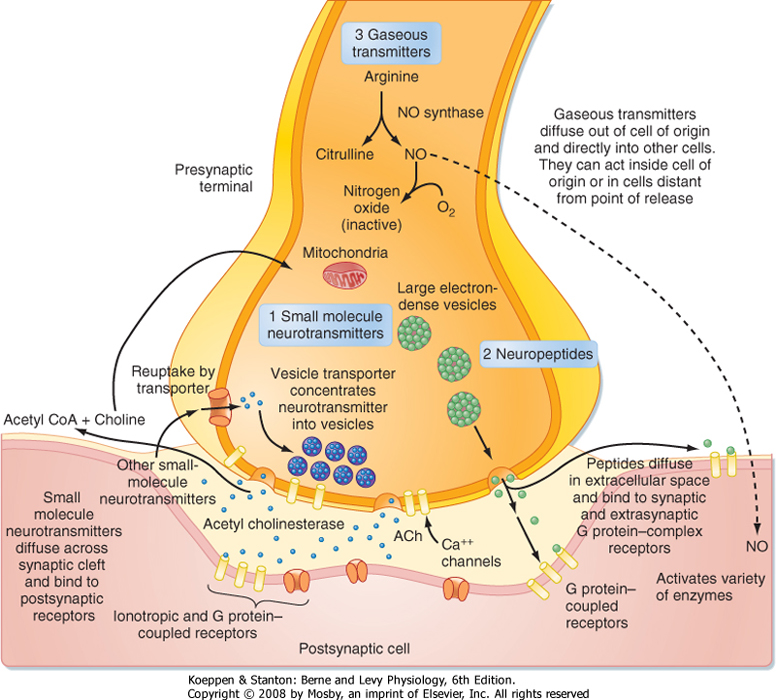 3 Gaseous
transmitters
Arginine
NO synthase
Citrulline
NO
Nitrogen
oxide
(inactive)
O2
Gaseous transmitters
diffuse out of cell of origin
and directly into other cells.
They can act inside cell of
origin or in cells distant
from point of release
Presynaptic
terminal
Mitochondria
Large electron-
dense vesicles
1 Small molecule
neurotransmitters
2 Neuropeptides
Reuptake by
transporter
Vesicle transporter
concentrates
neurotransmitter
into vesicles
Acetyl CoA + Choline
Other small-
molecule
neurotransmitters
Small
molecule
neurotransmitters
diffuse across
synaptic cleft
and bind to
postsynaptic
receptors
Acetyl cholinesterase
ACh
Ca++
channels
Peptides diffuse
in extracellular space
and bind to synaptic
and extrasynaptic
G protein–complex
receptors
NO
Activates variety
of enzymes
G protein–
coupled
receptors
Ionotropic and G protein–
coupled receptors
Postsynaptic cell
Koeppen & Stanton: Berne and Levy Physiology, 6th Edition.
Copyright © 2008 by Mosby, an imprint of Elsevier, Inc. All rights reserved